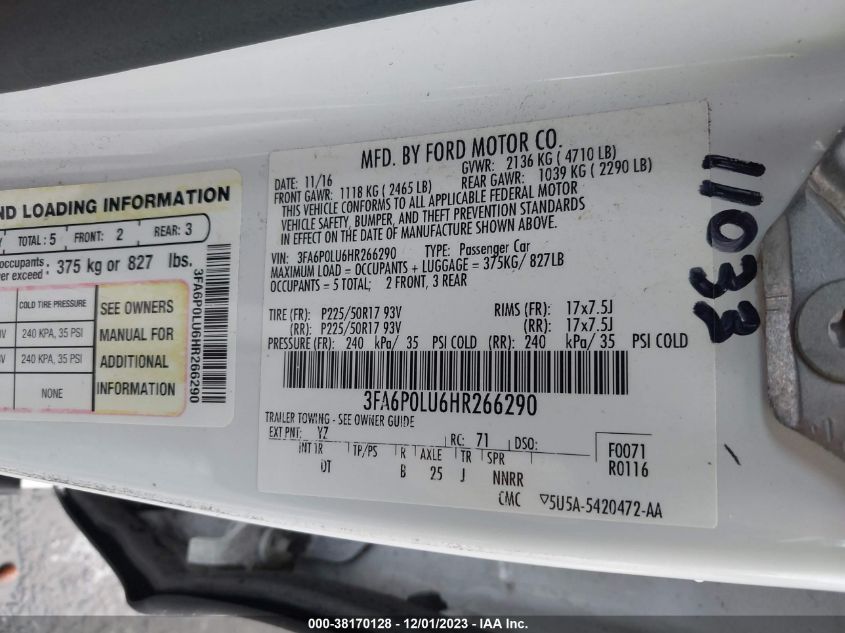 ND LOADING INFORMATION
TOTAL: 5 FRONT: 2 REAR: 3
occupants
er exceed: 375 kg or 827 lbs.
COLD TIRE PRESSURE
240 KPA, 35 PSI
240 KPA, 35 PSI
NONE
SEE OWNERS
MANUAL FOR
ADDITIONAL
INFORMATION
3FA6P0LU6HR266290
MFD. BY FORD MOTOR CO.
DATE: 11/16 GVWR: 2136 KG ( 4710 LB)
FRONT GAWR: 1118 KG ( 2465 LB) REAR GAWR: 1039 KG ( 2290 LB)
THIS VEHICLE CONFORMS TO ALL APPLICABLE FEDERAL MOTOR
VEHICLE SAFETY, BUMPER, AND THEFT PREVENTION STANDARDS
IN EFFECT ON THE DATE OF MANUFACTURE SHOWN ABOVE.
VIN: 3FA6P0LU6HR266290 TYPE: Passenger Car
MAXIMUM LOAD = OCCUPANTS + LUGGAGE = 375KG/ 827LB
OCCUPANTS = 5 TOTAL; 2 FRONT, 3 REAR
TIRE (FR): P225/50R17 93V RIMS (FR): 17x7.5J
(RR): P225/50R17 93V (RR): 17x7.5J
PRESSURE (FR): 240 kPa/ 35 PSI COLD (RR): 240 kPa/ 35 PSI COLD
3FA6P0LU6HR266290
TRAILER TOWING - SEE OWNER GUIDE
EXT PNT: YZ RC: 71 DSO:
INT TR TP/PS R AXLE TR SPR
DT B 25 J NNRR
F0071
R0116
CMC ▽5U5A-5420472-AA
11033
000-38170128 - 12/01/2023 - IAA Inc.